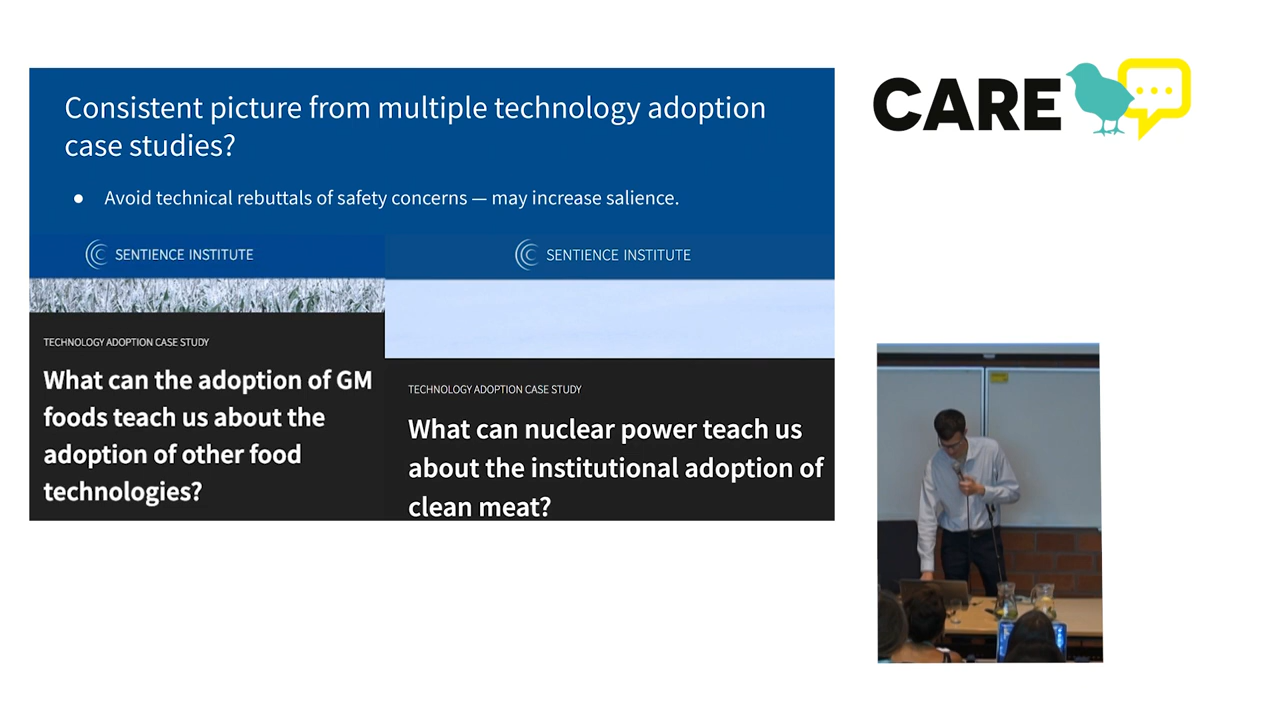 Consistent picture from multiple technology adoption
case studies?
● Avoid technical rebuttals of safety concerns — may increase salience.
SENTIENCE INSTITUTE
TECHNOLOGY ADOPTION CASE STUDY
What can the adoption of GM
foods teach us about the
adoption of other food
technologies?
SENTIENCE INSTITUTE
TECHNOLOGY ADOPTION CASE STUDY
What can nuclear power teach us
about the institutional adoption of
clean meat?
CARE